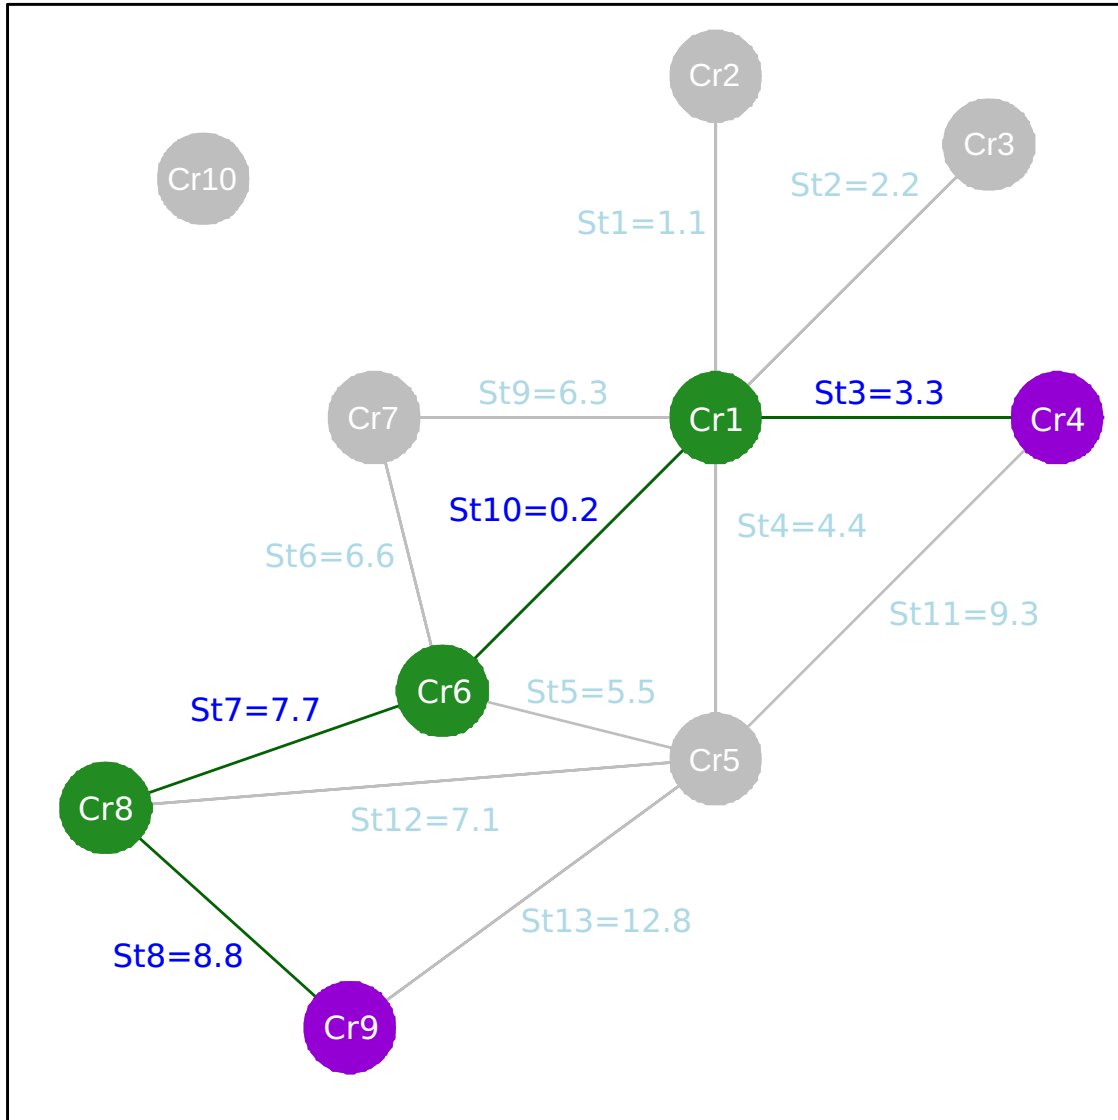 Cr2
Cr3
Cr10
St2=2.2
St1=1.1
St9=6.3
St3=3.3
Cr7
Cr1
Cr4
St10=0.2
St4=4.4
St6=6.6
St11=9.3
Cr6
St5=5.5
St7=7.7
Cr5
Cr8
St12=7.1
St13=12.8
St8=8.8
Cr9